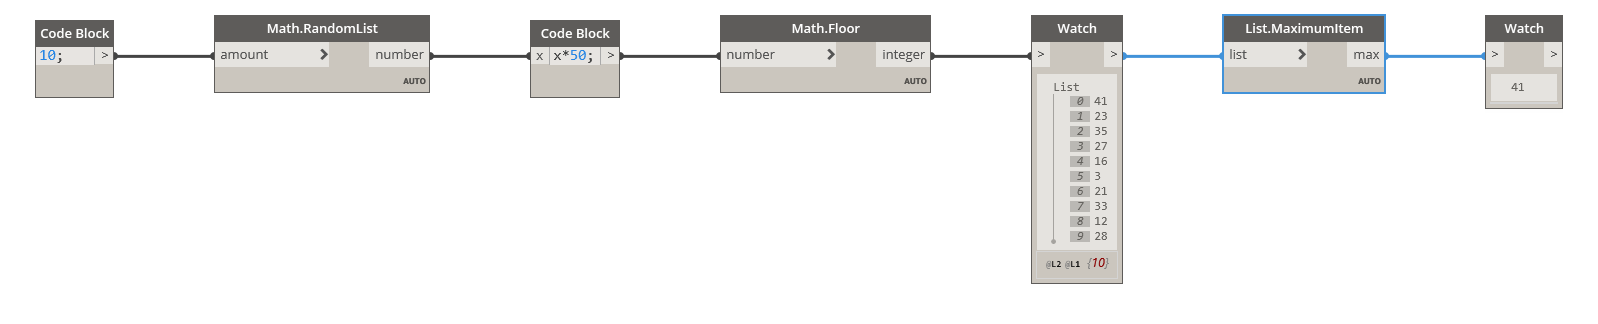 Code Block
10; >
Math.RandomList
amount > number
AUTO
Code Block
x x*50; >
Math.Floor
number > integer
AUTO
Watch
> >
List
0 41
1 23
2 35
3 27
4 16
5 3
6 21
7 33
8 12
9 28
@L2 @L1 {10}
List.MaximumItem
list > max
AUTO
Watch
> >
41